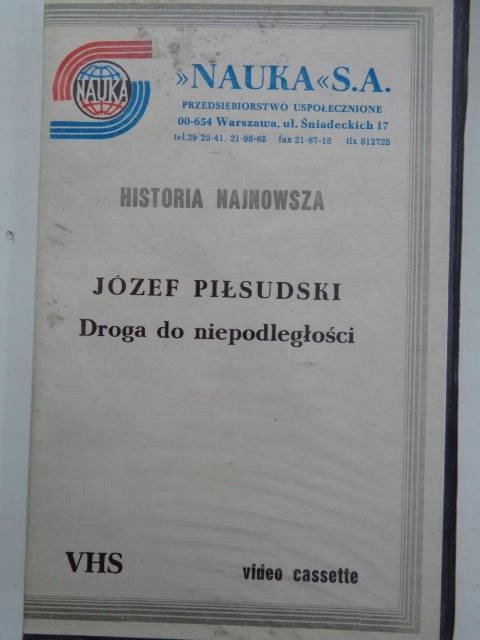 NAUKA
»NAUKA«S.A.
PRZEDSIĘBIORSTWO USPOŁECZNIONE
00-654 Warszawa, ul. Śniadeckich 17
tel.29 20-41, 21-98-65 fax 21-87-18 tlx 812725
HISTORIA NAJNOWSZA
JÓZEF PIŁSUDSKI
Droga do niepodległości
VHS video cassette